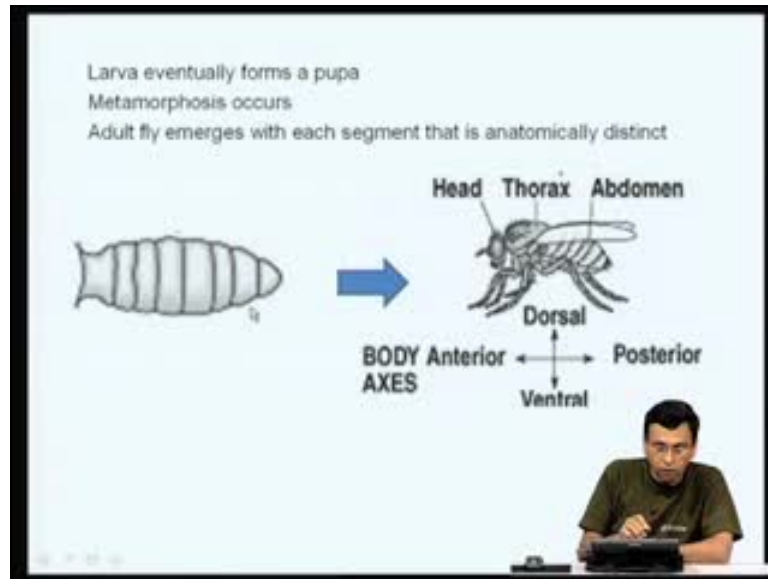 Larva eventually forms a pupa
Metamorphosis occurs
Adult fly emerges with each segment that is anatomically distinct
Head Thorax Abdomen
Dorsal
BODY Anterior Posterior
AXES
Ventral